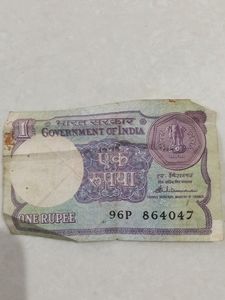 1
भारत सरकार
GOVERNMENT OF INDIA
एक
रुपया
ONE RUPEE
96P 864047